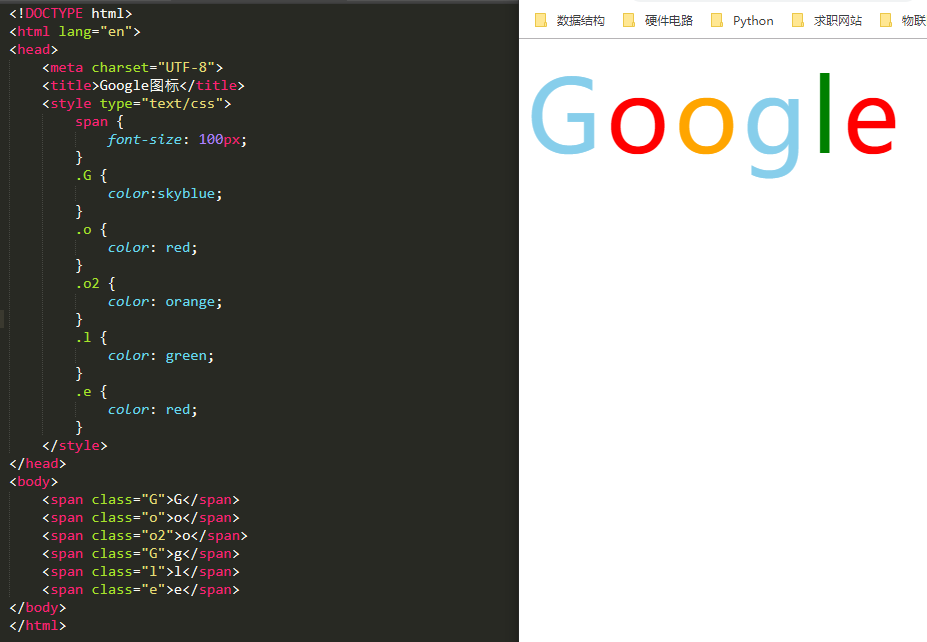 <!DOCTYPE html>
<html lang="en">
<head>
    <meta charset="UTF-8">
    <title>Google图标</title>
    <style type="text/css">
        span {
            font-size: 100px;
        }
        .G {
            color:skyblue;
        }
        .o {
            color: red;
        }
        .o2 {
            color: orange;
        }
        .l {
            color: green;
        }
        .e {
            color: red;
        }
    </style>
</head>
<body>
    <span class="G">G</span>
    <span class="o">o</span>
    <span class="o2">o</span>
    <span class="G">g</span>
    <span class="l">l</span>
    <span class="e">e</span>
</body>
</html>
数据结构 硬件电路 Python 求职网站 物联
Google